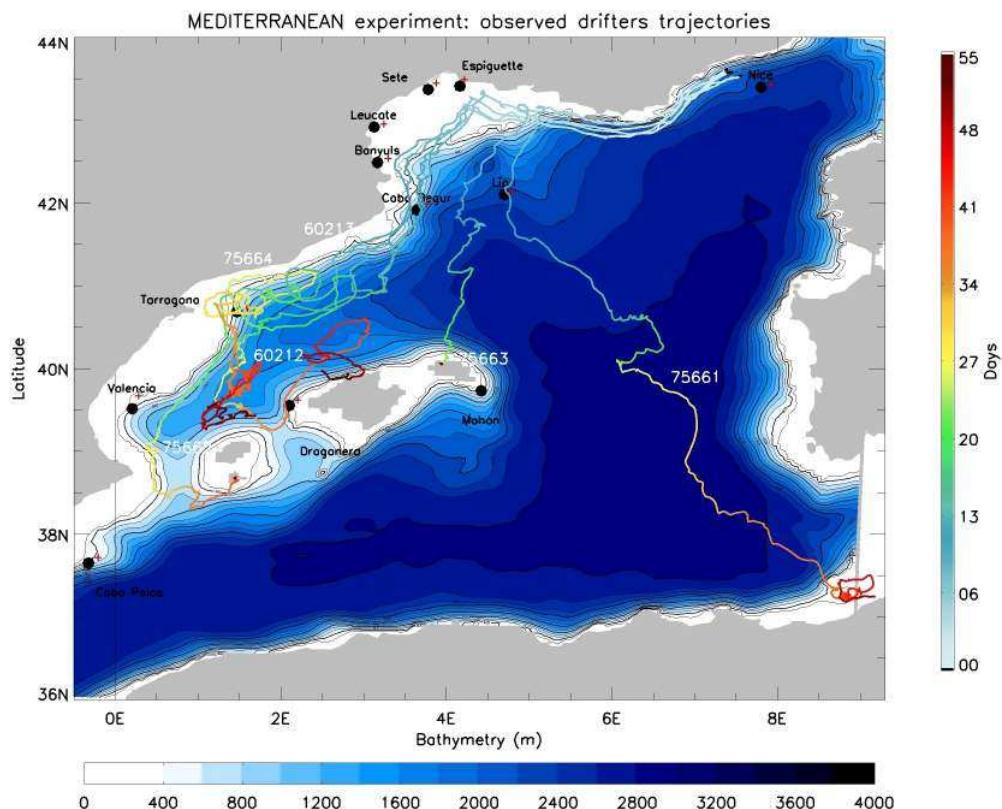 MEDITERRANEAN experiment: observed drifters trajectories
44N
42N
40N
38N
36N
Latitude
Espiguette
Sete
Nice
Leucate
Banyuls
Lion
Cabo Begur
60213
75664
Tarragona
60212
75663
75661
Valencia
Mahon
Dragonera
Cabo Palos
0E 2E 4E 6E 8E
Bathymetry (m)
0 400 800 1200 1600 2000 2400 2800 3200 3600 4000
55
48
41
34
27
20
13
06
00
Days